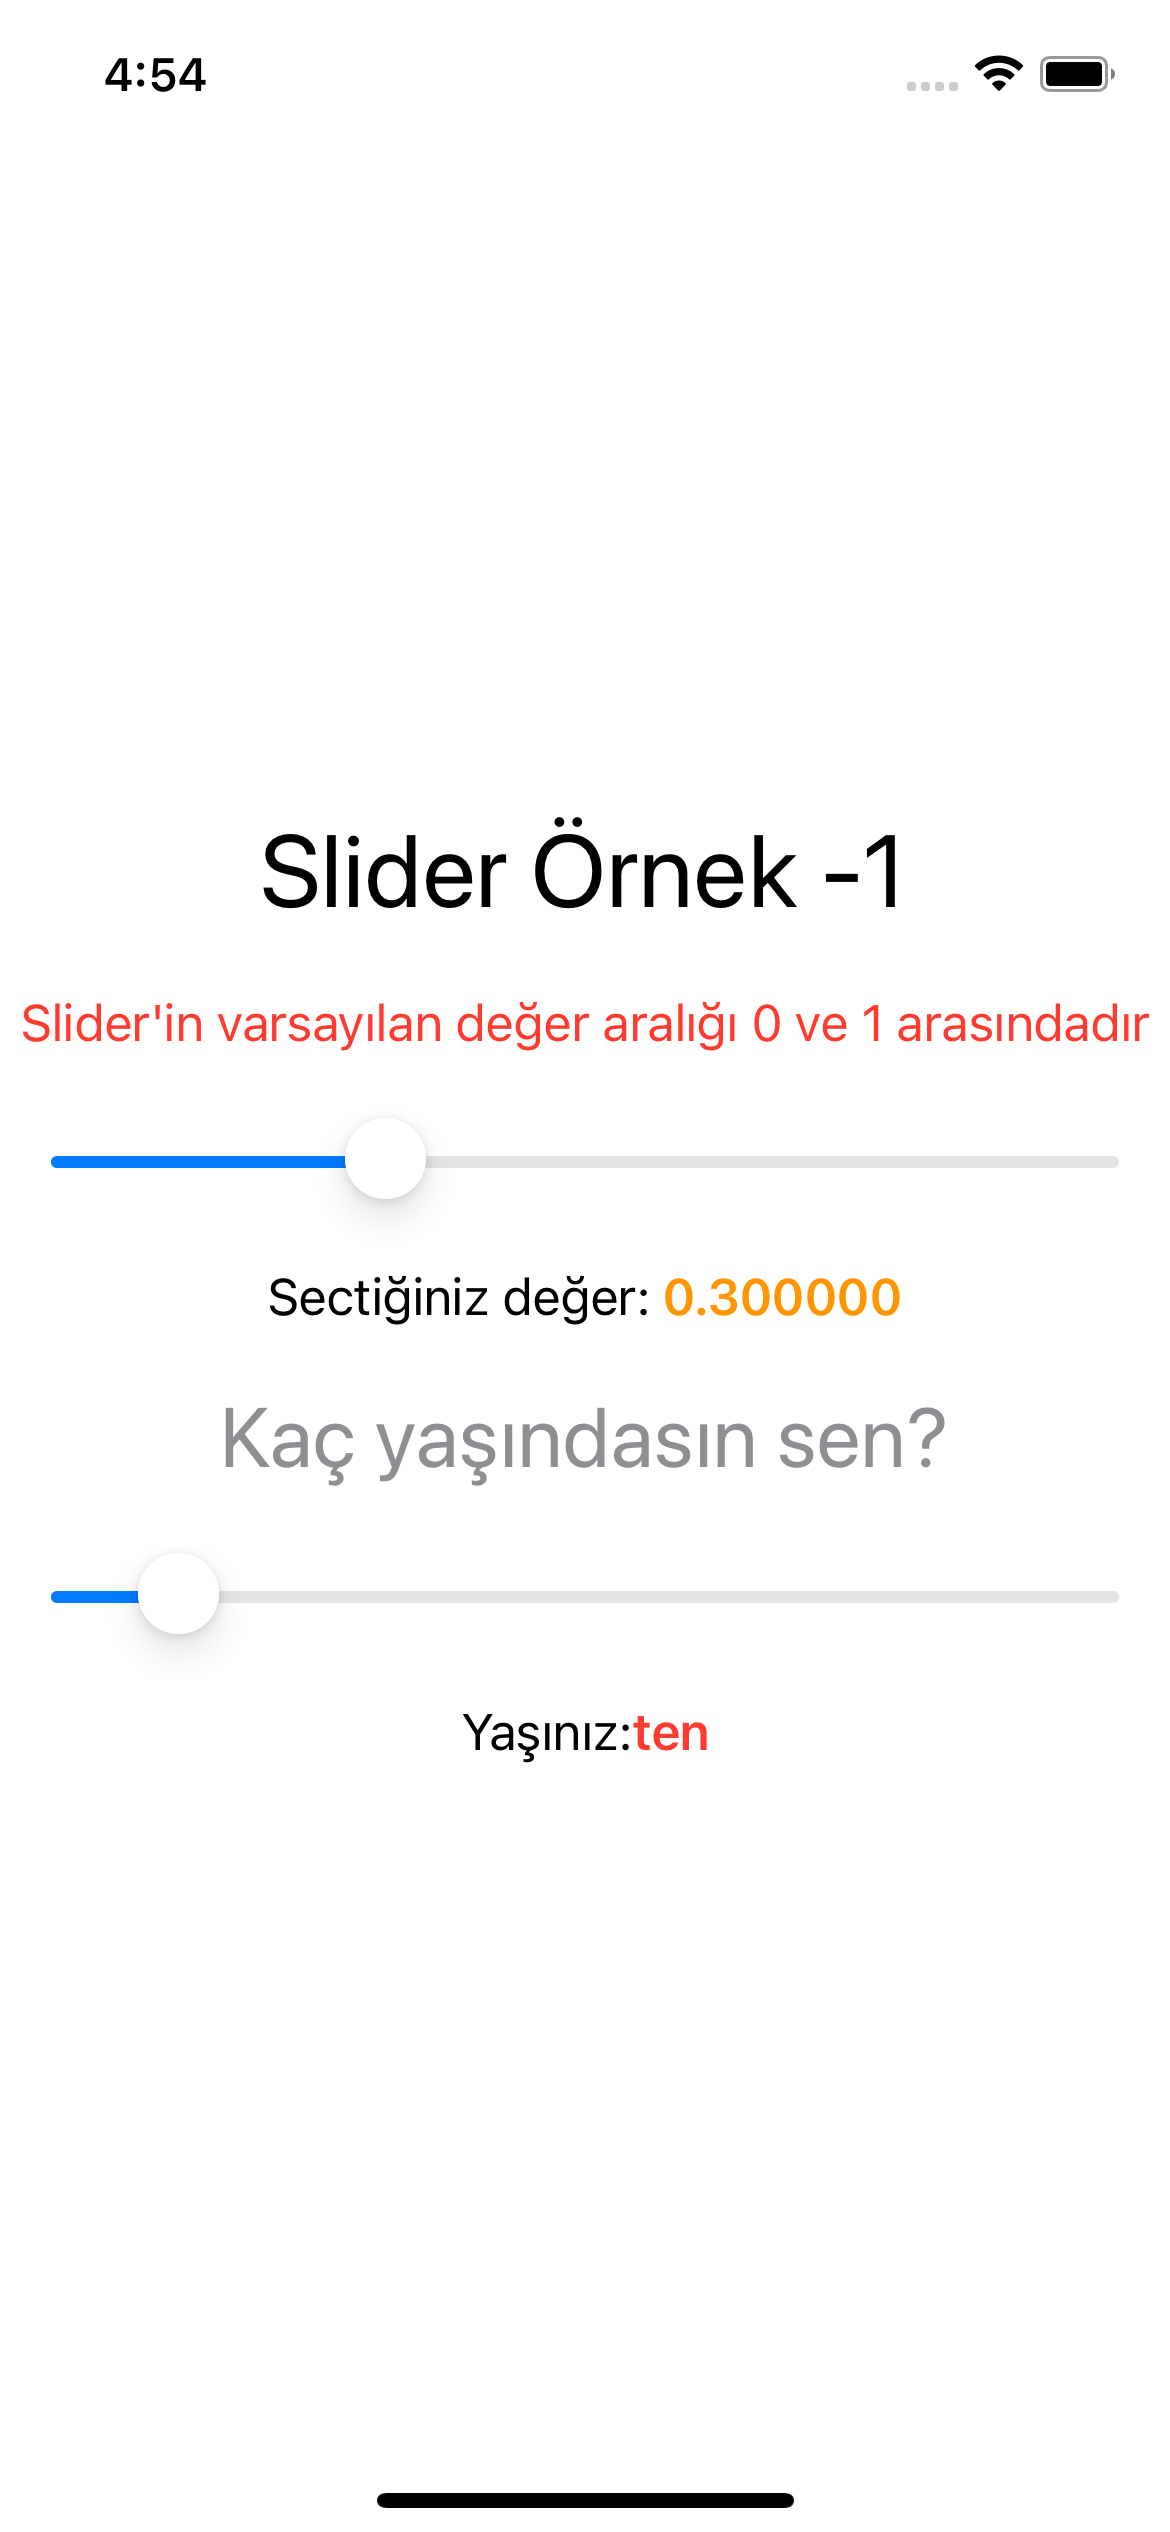 4:54
Slider Örnek -1
Slider'in varsayılan değer aralığı 0 ve 1 arasındadır
Sectiğiniz değer: 0.300000
Kaç yaşındasın sen?
Yaşınız:ten